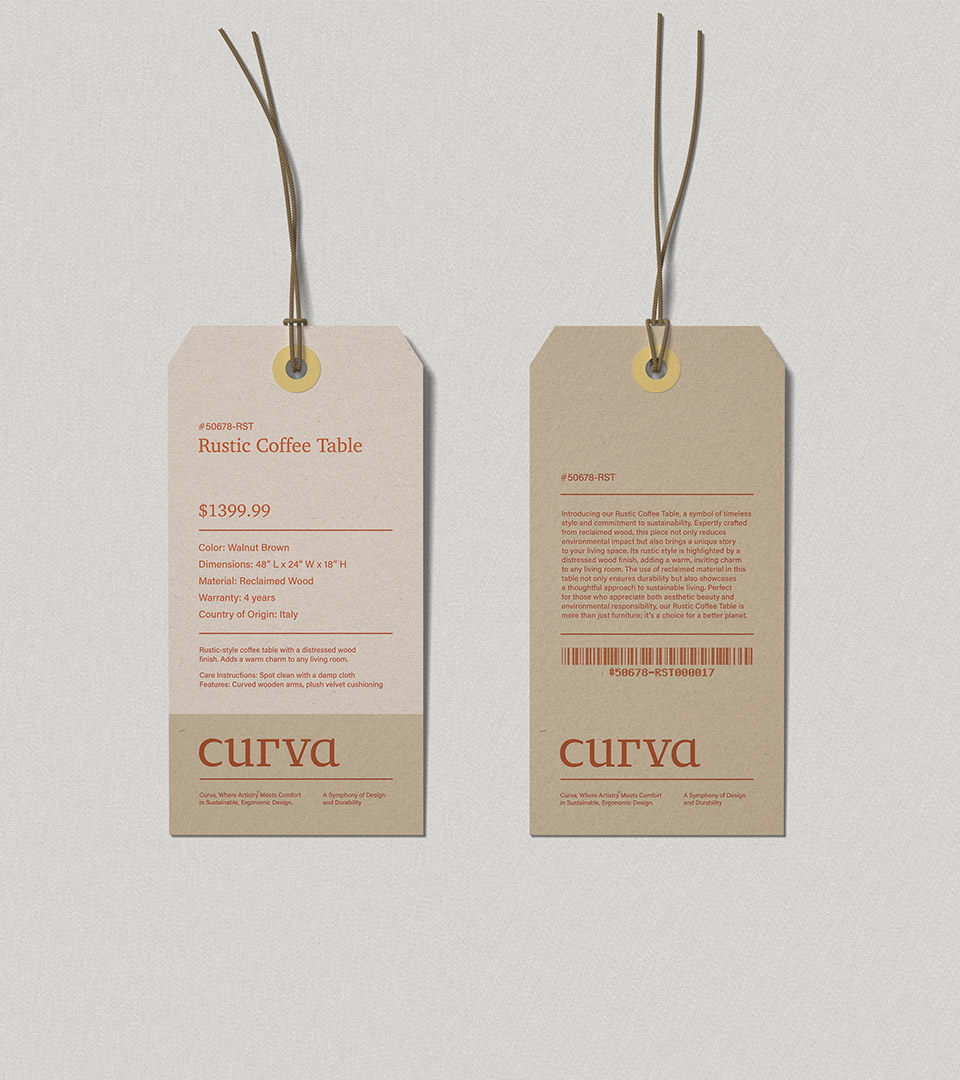 #50678-RST
Rustic Coffee Table
$1399.99
Color: Walnut Brown
Dimensions: 48” L x 24” W x 18” H
Material: Reclaimed Wood
Warranty: 4 years
Country of Origin: Italy
Rustic-style coffee table with a distressed wood
finish. Adds a warm charm to any living room.
Care Instructions: Spot clean with a damp cloth
Features: Curved wooden arms, plush velvet cushioning
curva
Curva, Where Artistry Meets Comfort
in Sustainable, Ergonomic Design.
A Symphony of Design
and Durability
#50678-RST
Introducing our Rustic Coffee Table, a symbol of timeless
style and commitment to sustainability. Expertly crafted
from reclaimed wood, this piece not only reduces
environmental impact but also brings a unique story
to your living space. Its rustic style is highlighted by a
distressed wood finish, adding a warm, inviting charm
to any living room. The use of reclaimed material in this
table not only ensures durability but also showcases
a thoughtful approach to sustainable living. Perfect
for those who appreciate both aesthetic beauty and
environmental responsibility, our Rustic Coffee Table is
more than just furniture; it’s a choice for a better planet.
#50678-RST000017
curva
Curva, Where Artistry Meets Comfort
in Sustainable, Ergonomic Design.
A Symphony of Design
and Durability